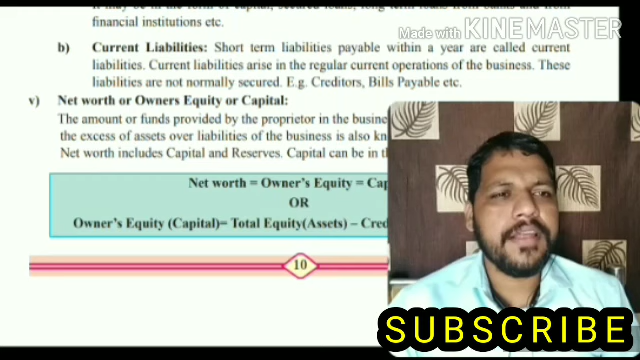 financial institutions etc.
Made with KINEMASTER
b) Current Liabilities: Short term liabilities payable within a year are called current
liabilities. Current liabilities arise in the regular current operations of the business. These
liabilities are not normally secured. E.g. Creditors, Bills Payable etc.
v) Net worth or Owners Equity or Capital:
The amount or funds provided by the proprietor in the busine
the excess of assets over liabilities of the business is also kn
Net worth includes Capital and Reserves. Capital can be in th
Net worth = Owner's Equity = Cap
OR
Owner's Equity (Capital)= Total Equity(Assets) – Cred
10
SUBSCRIBE